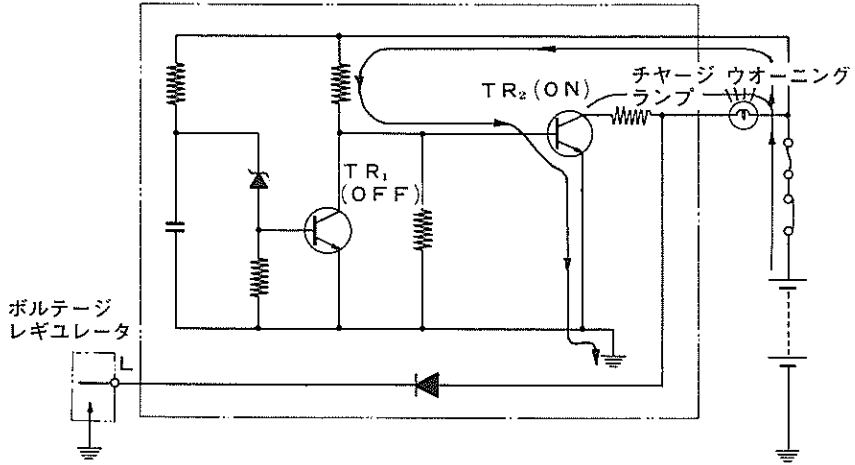 チヤージ ウオーニング
ランプ
TR₂(ON)
TR₁
(OFF)
ボルテージ
レギユレータ
L